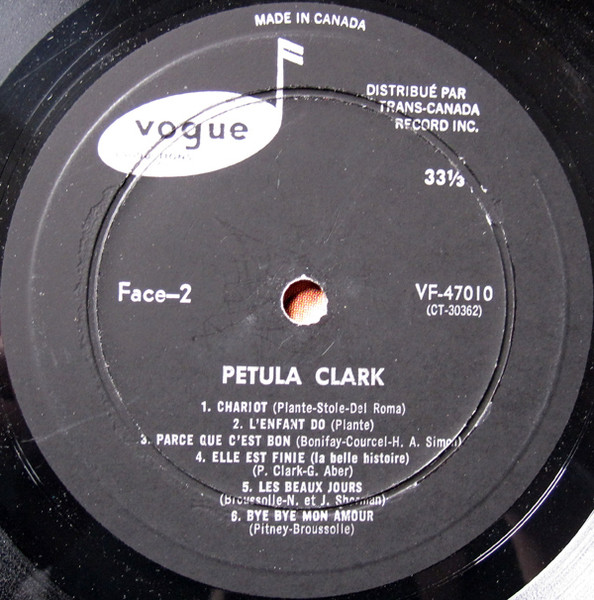 MADE IN CANADA
vogue
DISTRIBUÉ PAR
TRANS-CANADA
RECORD INC.
33⅓
Face-2
VF-47010
(CT-30362)
PETULA CLARK
1. CHARIOT (Plante-Stole-Del Roma)
2. L'ENFANT DO (Plante)
3. PARCE QUE C'EST BON (Bonifay-Courcel-H. A. Simon)
4. ELLE EST FINIE (la belle histoire)
(P. Clark-G. Aber)
5. LES BEAUX JOURS
(Broussolle-N. et J. Sherman)
6. BYE BYE MON AMOUR
(Pitney-Broussolle)